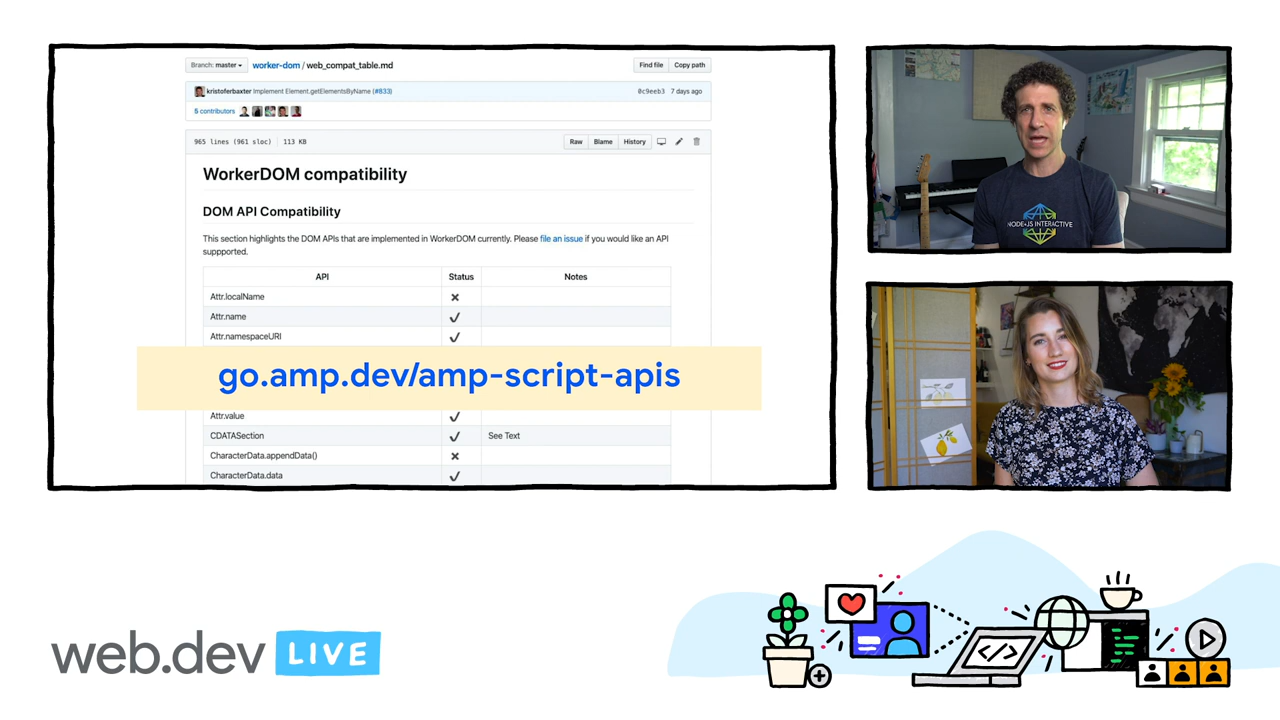 Branch: master
worker-dom / web_compat_table.md
Find file
Copy path
kristoferbaxter Implement Element.getElementsByName (#833)
0c9eeb3 7 days ago
5 contributors
965 lines (961 sloc) | 113 KB
Raw
Blame
History
WorkerDOM compatibility
DOM API Compatibility
This section highlights the DOM APIs that are implemented in WorkerDOM currently. Please file an issue if you would like an API
suppported.
API
Status
Notes
Attr.localName
Attr.name
Attr.namespaceURI
go.amp.dev/amp-script-apis
Attr.value
CDATASection
See Text
CharacterData.appendData()
CharacterData.data
NODE+JS INTERACTIVE
web.dev LIVE